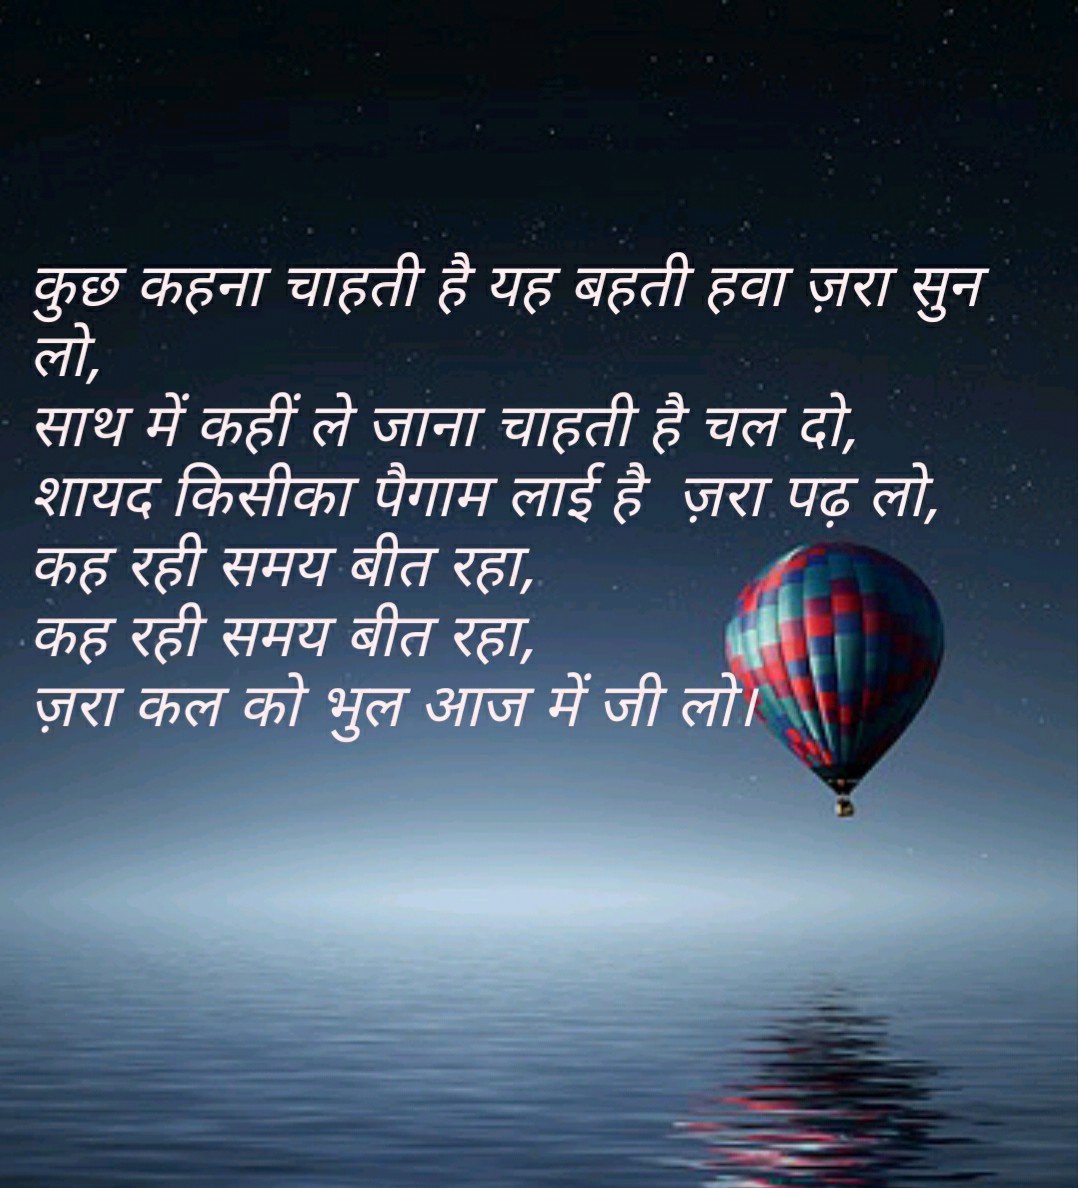 कुछ कहना चाहती है यह बहती हवा ज़रा सुन
लो,
साथ में कहीं ले जाना चाहती है चल दो,
शायद किसीका पैगाम लाई है  ज़रा पढ़ लो,
कह रही समय बीत रहा,
कह रही समय बीत रहा,
ज़रा कल को भुल आज में जी लो।